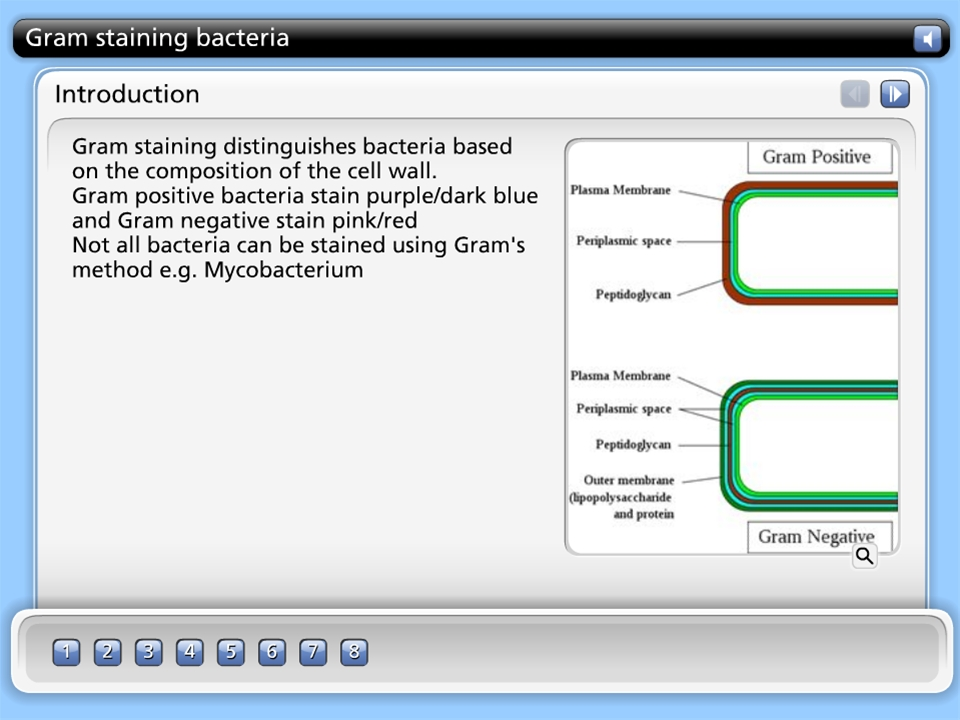 Gram staining bacteria
Introduction
Gram staining distinguishes bacteria based
on the composition of the cell wall.
Gram positive bacteria stain purple/dark blue
and Gram negative stain pink/red
Not all bacteria can be stained using Gram's
method e.g. Mycobacterium
Gram Positive
Plasma Membrane
Periplasmic space
Peptidoglycan
Plasma Membrane
Periplasmic space
Peptidoglycan
Outer membrane
(lipopolysaccharide
and protein
Gram Negative
1 2 3 4 5 6 7 8